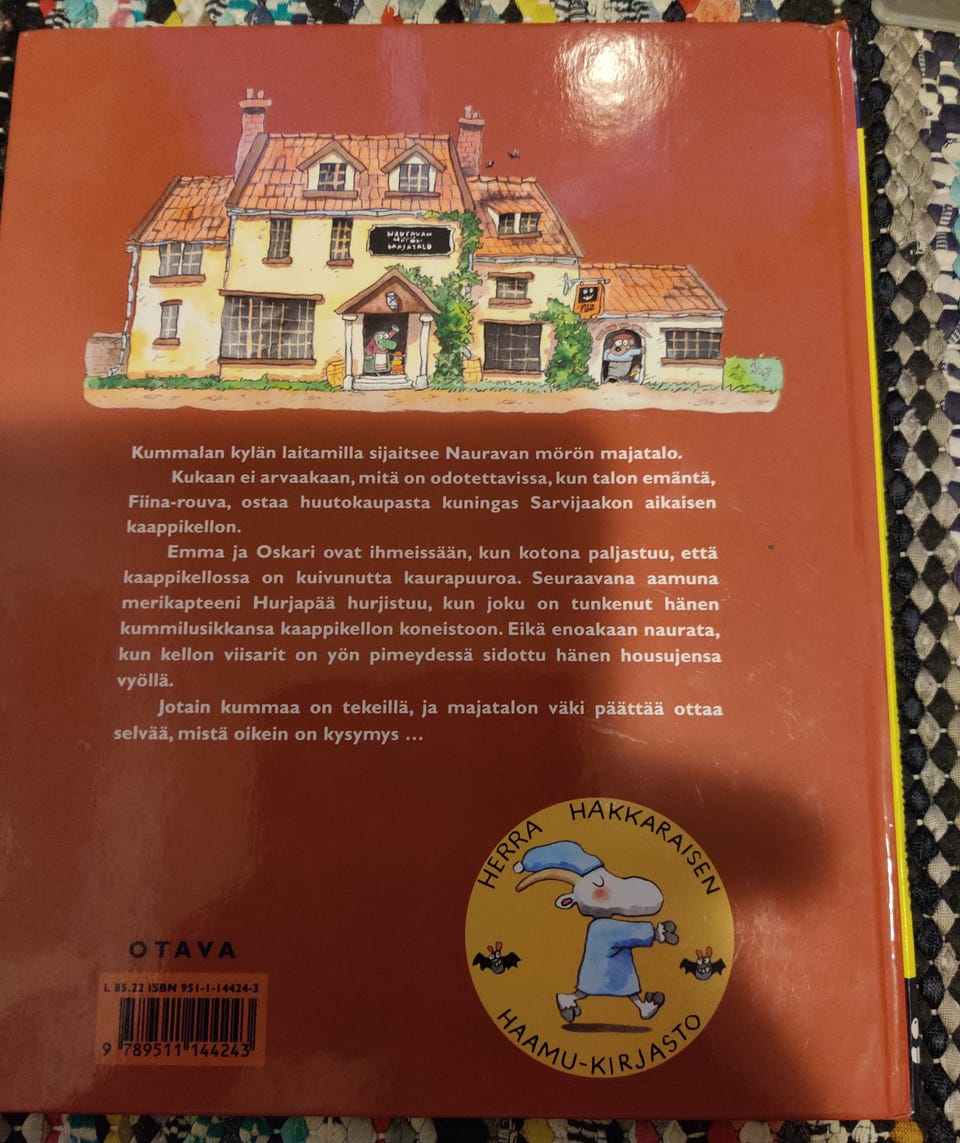 NAURAVAN
MÖRÖN
MAJATALO
Kummalan kylän laitamilla sijaitsee Nauravan mörön majatalo.
Kukaan ei arvaakaan, mitä on odotettavissa, kun talon emäntä,
Fiina-rouva, ostaa huutokaupasta kuningas Sarvijaakon aikaisen
kaappikellon.
Emma ja Oskari ovat ihmeissään, kun kotona paljastuu, että
kaappikellossa on kuivunutta kaurapuuroa. Seuraavana aamuna
merikapteeni Hurjapää hurjistuu, kun joku on tunkenut hänen
kummilusikkansa kaappikellon koneistoon. Eikä enoakaan naurata,
kun kellon viisarit on yön pimeydessä sidottu hänen housujensa
vyöllä.
Jotain kummaa on tekeillä, ja majatalon väki päättää ottaa
selvää, mistä oikein on kysymys ...
HERRA HAKKARAISEN
HAAMU-KIRJASTO
OTAVA
L 85.22 ISBN 951-1-14424-3
9 789511 144243